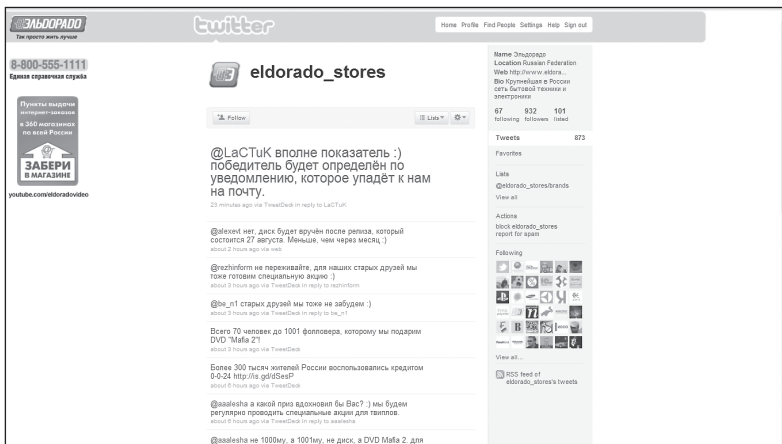 ЭЛЬДОРАДО
Так просто жить лучше
8-800-555-1111
Единая справочная служба
Пункты выдачи
интернет-заказов
в 360 магазинах
по всей России
ЗАБЕРИ
В МАГАЗИНЕ
youtube.com/eldoradovideo
twitter
Home Profile Find People Settings Help Sign out
eldorado_stores
Follow
Lists
@LaCTuK вполне показатель :)
победитель будет определён по
уведомлению, которое упадёт к нам
на почту.
23 minutes ago via TweetDeck in reply to LaCTuK
@alexevt нет, диск будет вручён после релиза, который
состоится 27 августа. Меньше, чем через месяц :)
about 2 hours ago via web
@rezhinform не переживайте, для наших старых друзей мы
тоже готовим специальную акцию :)
about 3 hours ago via TweetDeck in reply to rezhinform
@be_n1 старых друзей мы тоже не забудем :)
about 3 hours ago via TweetDeck in reply to be_n1
Всего 70 человек до 1001 фолловера, которому мы подарим
DVD "Mafia 2"!
about 3 hours ago via TweetDeck
Более 300 тысяч жителей России воспользовались кредитом
0-0-24 http://is.gd/dSesP
about 6 hours ago via TweetDeck
@aaalesha а какой приз вдохновил бы Вас? :) мы будем
регулярно проводить специальные акции для твиплов.
about 6 hours ago via TweetDeck in reply to aaalesha
@aaalesha не 1000му, а 1001му, не диск, а DVD Mafia 2. для
Name Эльдорадо
Location Russian Federation
Web http://www.eldora...
Bio Крупнейшая в России
сеть бытовой техники и
электроники
67 932 101
following followers listed
Tweets 873
Favorites
Lists
@eldorado_stores/brands
View all
Actions
block eldorado_stores
report for spam
Following
View all...
RSS feed of
eldorado_stores's tweets